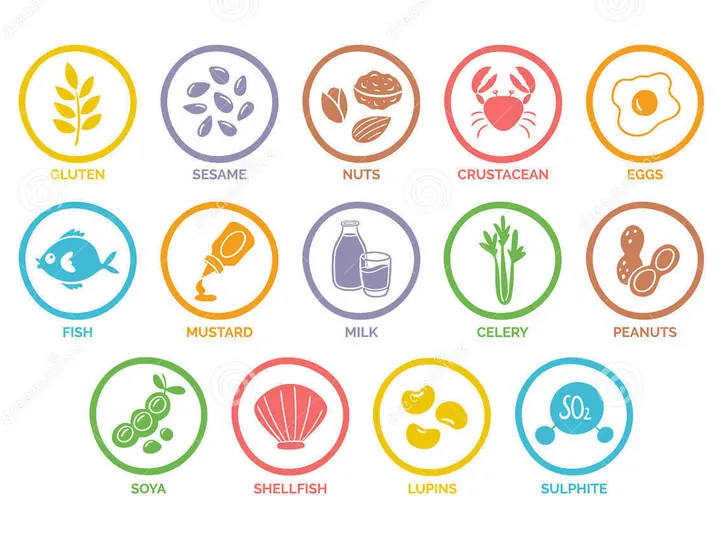 GLUTEN
SESAME
NUTS
CRUSTACEAN
EGGS
FISH
MUSTARD
MILK
CELERY
PEANUTS
SO₂
SOYA
SHELLFISH
LUPINS
SULPHITE